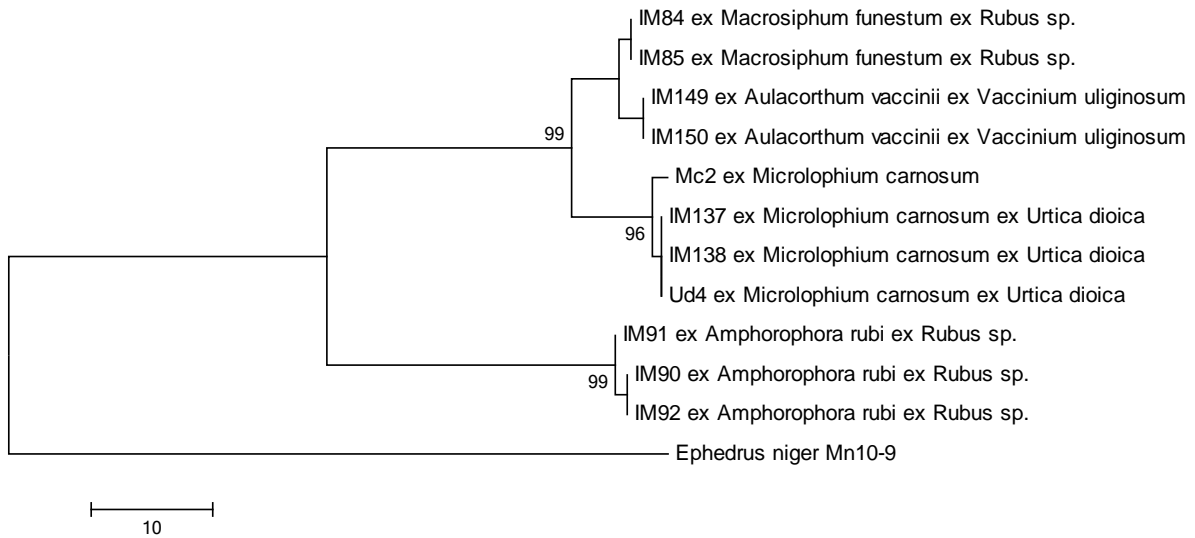 IM84 ex Macrosiphum funestum ex Rubus sp.
IM85 ex Macrosiphum funestum ex Rubus sp.
IM149 ex Aulacorthum vaccinii ex Vaccinium uliginosum
99
IM150 ex Aulacorthum vaccinii ex Vaccinium uliginosum
Mc2 ex Microlophium carnosum
IM137 ex Microlophium carnosum ex Urtica dioica
96
IM138 ex Microlophium carnosum ex Urtica dioica
Ud4 ex Microlophium carnosum ex Urtica dioica
IM91 ex Amphorophora rubi ex Rubus sp.
IM90 ex Amphorophora rubi ex Rubus sp.
99
IM92 ex Amphorophora rubi ex Rubus sp.
Ephedrus niger Mn10-9
10